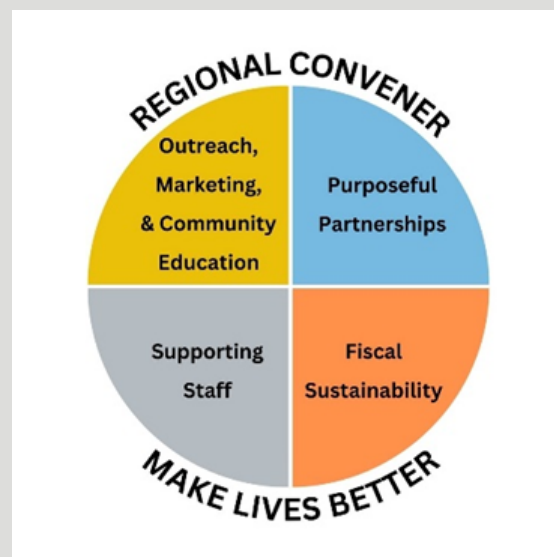 REGIONAL CONVENER
Outreach,
Marketing,
& Community
Education
Purposeful
Partnerships
Supporting
Staff
Fiscal
Sustainability
MAKE LIVES BETTER